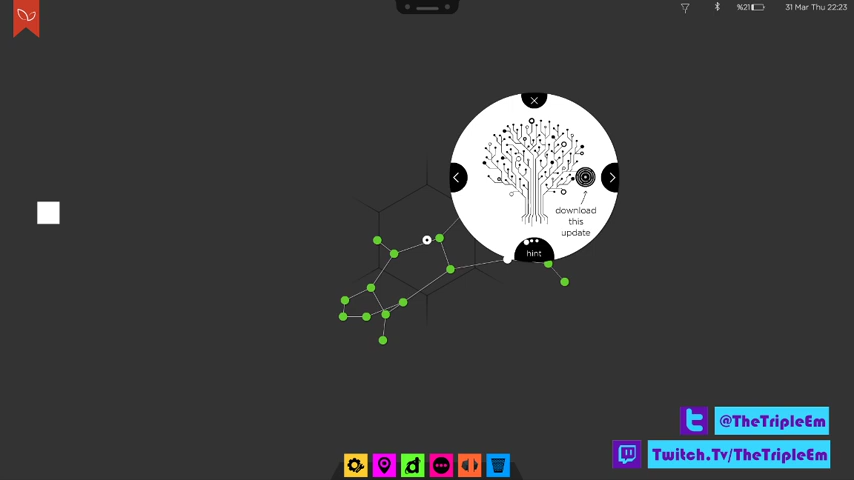 %21
31 Mar Thu 22:23
download
this
update
hint
@TheTripleEm
Twitch.Tv/TheTripleEm